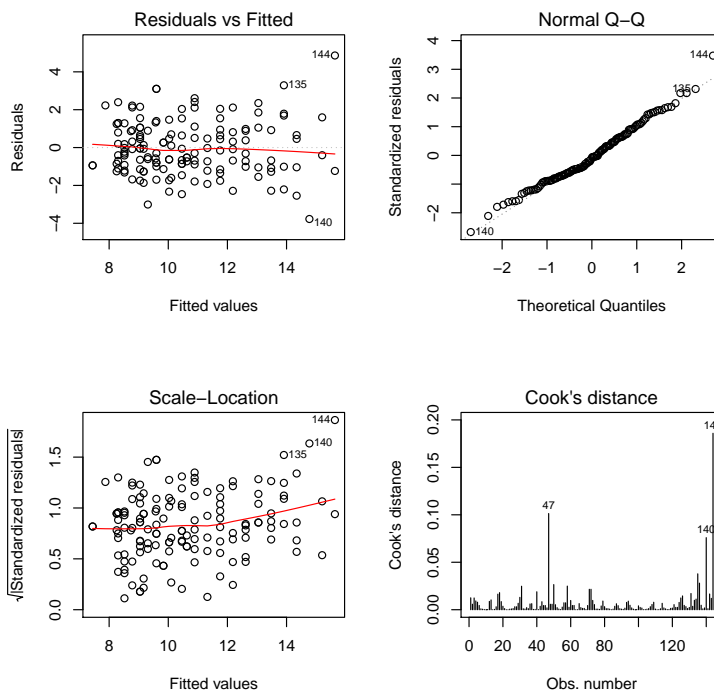 Residuals vs Fitted
Residuals
4
2
0
−2
−4
144
135
140
8 10 12 14
Fitted values
Normal Q−Q
Standardized residuals
4
3
2
1
0
−2
144
135
140
−2 −1 0 1 2
Theoretical Quantiles
Scale−Location
√|Standardized residuals|
1.5
1.0
0.5
0.0
144
140
135
8 10 12 14
Fitted values
Cook's distance
Cook's distance
0.20
0.15
0.10
0.05
0.00
47
14
140
0 20 40 60 80 120
Obs. number